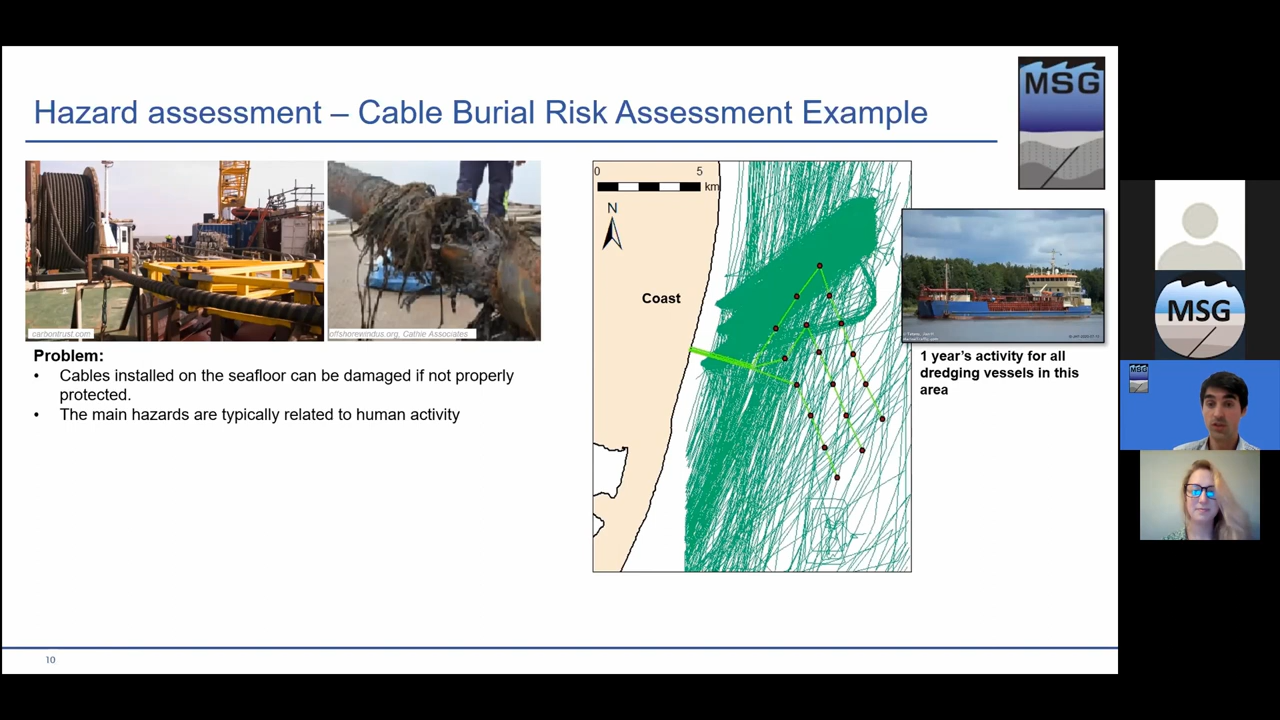 Hazard assessment – Cable Burial Risk Assessment Example
MSG
carbontrust.com
offshorewindus.org, Cathie Associates
Problem:
• Cables installed on the seafloor can be damaged if not properly
protected.
• The main hazards are typically related to human activity
0 5
km
N
Coast
1 year's activity for all
dredging vessels in this
area
10
MSG
MSG